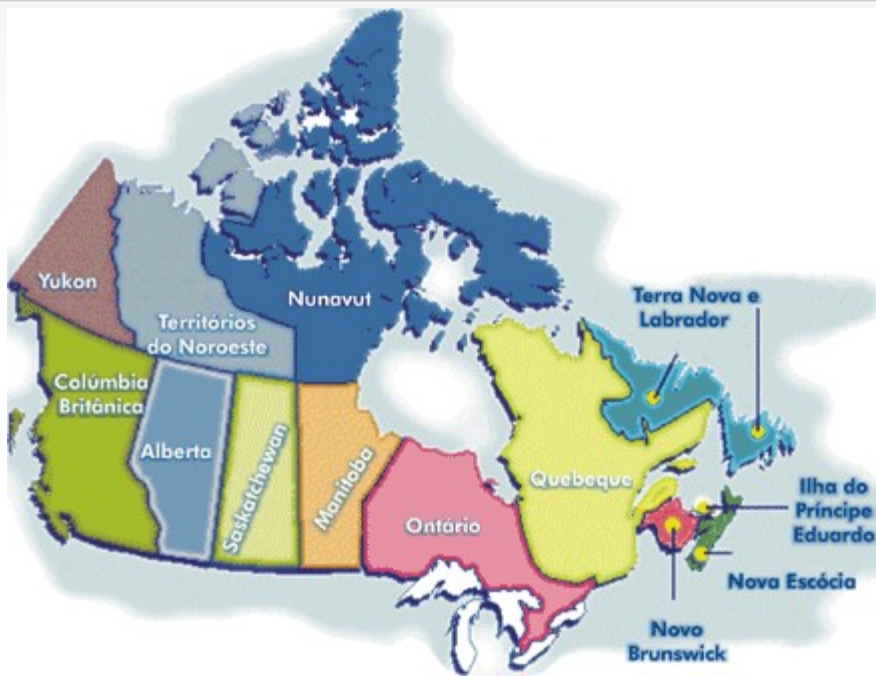 Yukon
Territórios
do Noroeste
Nunavut
Terra Nova e
Labrador
Colúmbia
Britânica
Alberta
Saskatchewan
Manitoba
Ontário
Quebeque
Ilha do
Príncipe
Eduardo
Nova Escócia
Novo
Brunswick